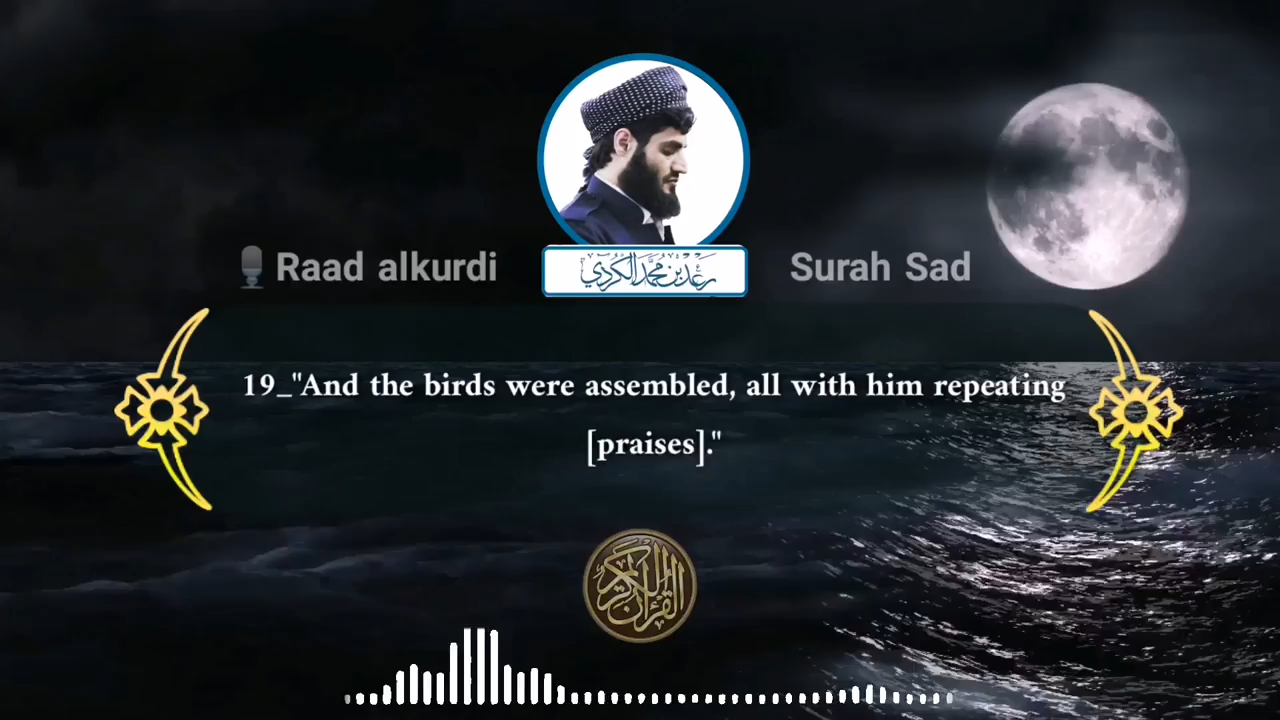 Raad alkurdi
رعد بن محمد الكردي
Surah Sad
19_"And the birds were assembled, all with him repeating
[praises]."
القرآن الكريم